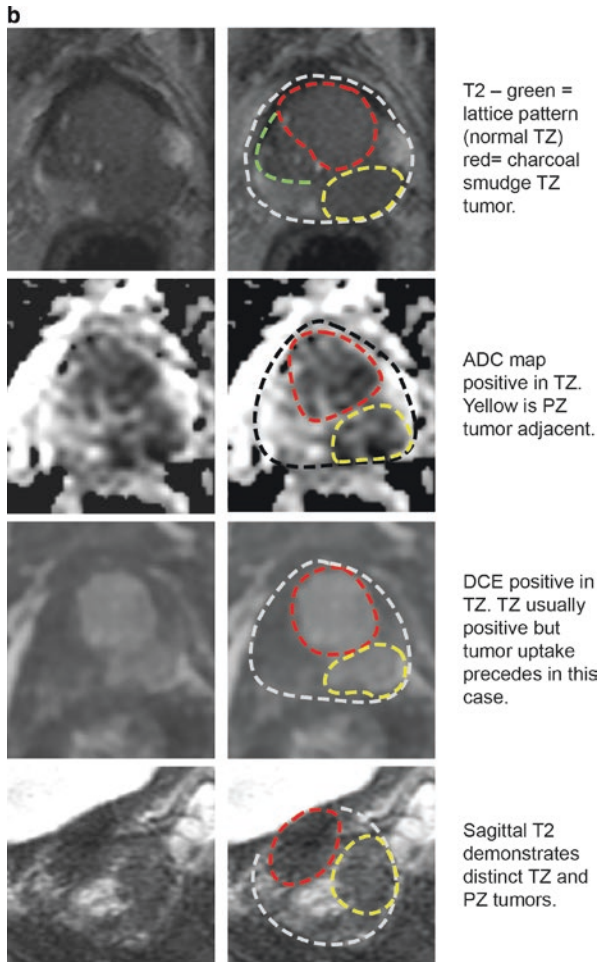 b
T2 – green =
lattice pattern
(normal TZ)
red= charcoal
smudge TZ
tumor.
ADC map
positive in TZ.
Yellow is PZ
tumor adjacent.
DCE positive in
TZ. TZ usually
positive but
tumor uptake
precedes in this
case.
Sagittal T2
demonstrates
distinct TZ and
PZ tumors.